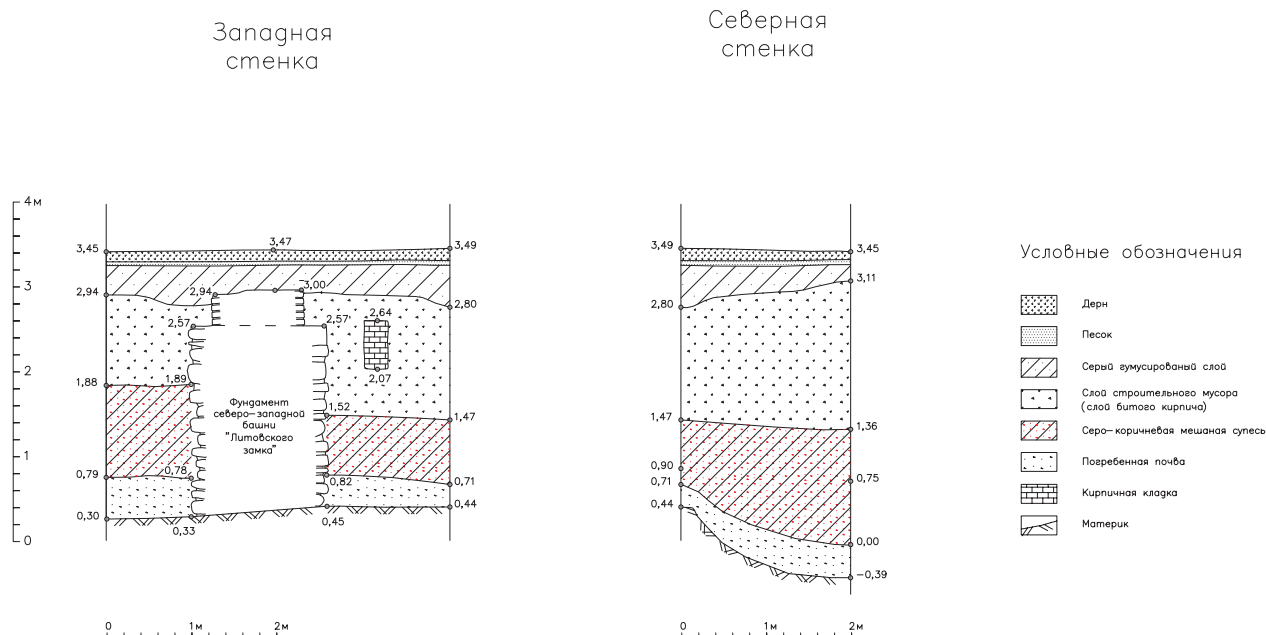 Западная
стенка
Северная
стенка
4м
3
2
1
0
3,45
3,47
3,49
2,94
2,94
3,00
2,80
2,57
2,57
2,64
2,07
1,88
1,89
1,52
1,47
Фундамент
северо-западной
башни
"Литовского
замка"
0,79
0,78
0,82
0,71
0,30
0,33
0,45
0,44
0
1м
2м
3,49
3,45
3,11
2,80
1,47
1,36
0,90
0,75
0,71
0,44
0,00
-0,39
0
1м
2м
Условные обозначения
Дерн
Песок
Серый гумусированый слой
Слой строительного мусора
(слой битого кирпича)
Серо-коричневая мешаная супесь
Погребенная почва
Кирпичная кладка
Материк